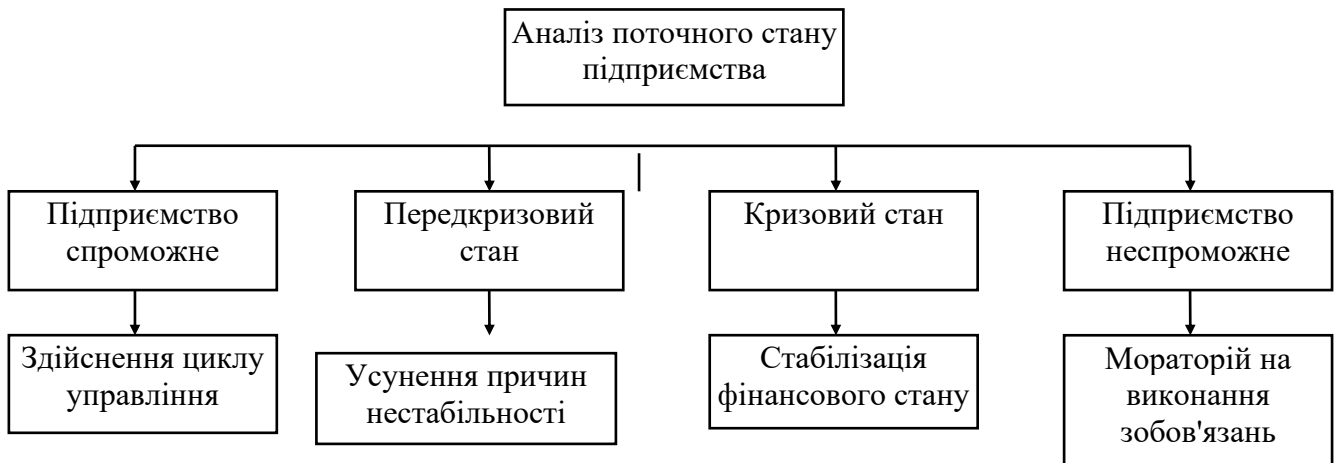 Аналіз поточного стану
підприємства
Підприємство
спроможне
Передкризовий
стан
Кризовий стан
Підприємство
неспроможне
Здійснення циклу
управління
Усунення причин
нестабільності
Стабілізація
фінансового стану
Мораторій на
виконання
зобов'язань